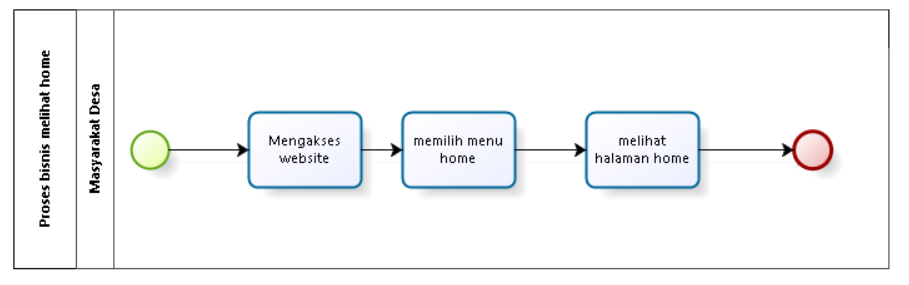 Proses bisnis melihat home
Masyarakat Desa
Mengakses
website
memilih menu
home
melihat
halaman home